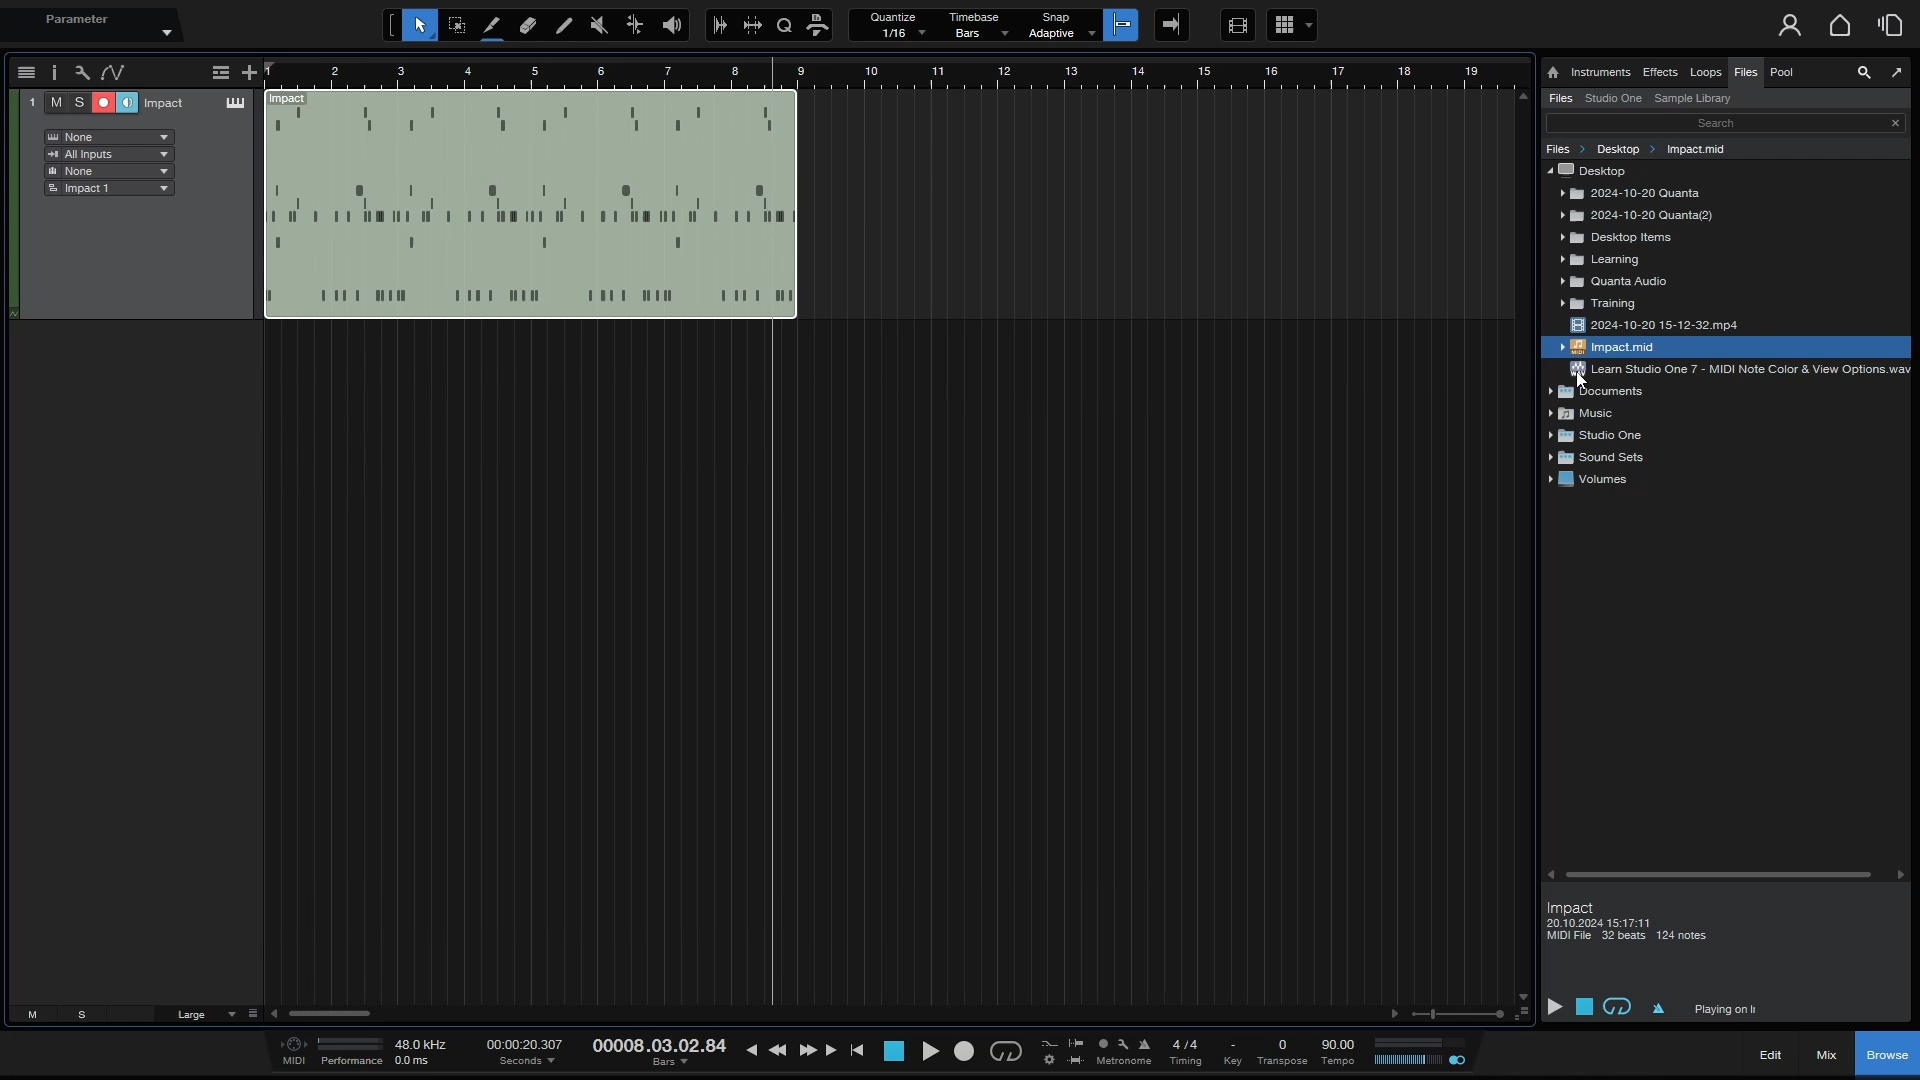 Parameter
Quantize
1/16
Timebase
Bars
Snap
Adaptive
1 2 3 4 5 6 7 8 9 10 11 12 13 14 15 16 17 18 19
1 M S Impact
None
All Inputs
None
Impact 1
Impact
Instruments Effects Loops Files Pool
Files Studio One Sample Library
Search
Files > Desktop > Impact.mid
Desktop
2024-10-20 Quanta
2024-10-20 Quanta(2)
Desktop Items
Learning
Quanta Audio
Training
2024-10-20 15-12-32.mp4
Impact.mid
Learn Studio One 7 - MIDI Note Color & View Options.wav
Documents
Music
Studio One
Sound Sets
Volumes
Impact
20.10.2024 15:17:11
MIDI File 32 beats 124 notes
Playing on
M S Large
MIDI
Performance
48.0 kHz
0.0 ms
00:00:20.307
Seconds
00008.03.02.84
Bars
Metronome
4 / 4
Timing
-
Key
0
Transpose
90.00
Tempo
Edit Mix Browse